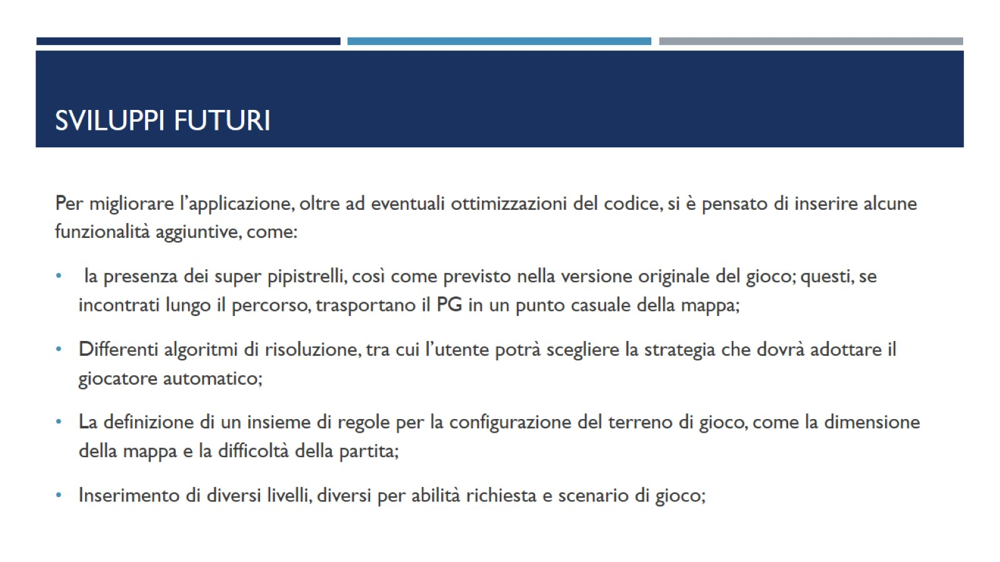 SVILUPPI FUTURI
Per migliorare l’applicazione, oltre ad eventuali ottimizzazioni del codice, si è pensato di inserire alcune
funzionalità aggiuntive, come:
• la presenza dei super pipistrelli, così come previsto nella versione originale del gioco; questi, se
incontrati lungo il percorso, trasportano il PG in un punto casuale della mappa;
• Differenti algoritmi di risoluzione, tra cui l’utente potrà scegliere la strategia che dovrà adottare il
giocatore automatico;
• La definizione di un insieme di regole per la configurazione del terreno di gioco, come la dimensione
della mappa e la difficoltà della partita;
• Inserimento di diversi livelli, diversi per abilità richiesta e scenario di gioco;